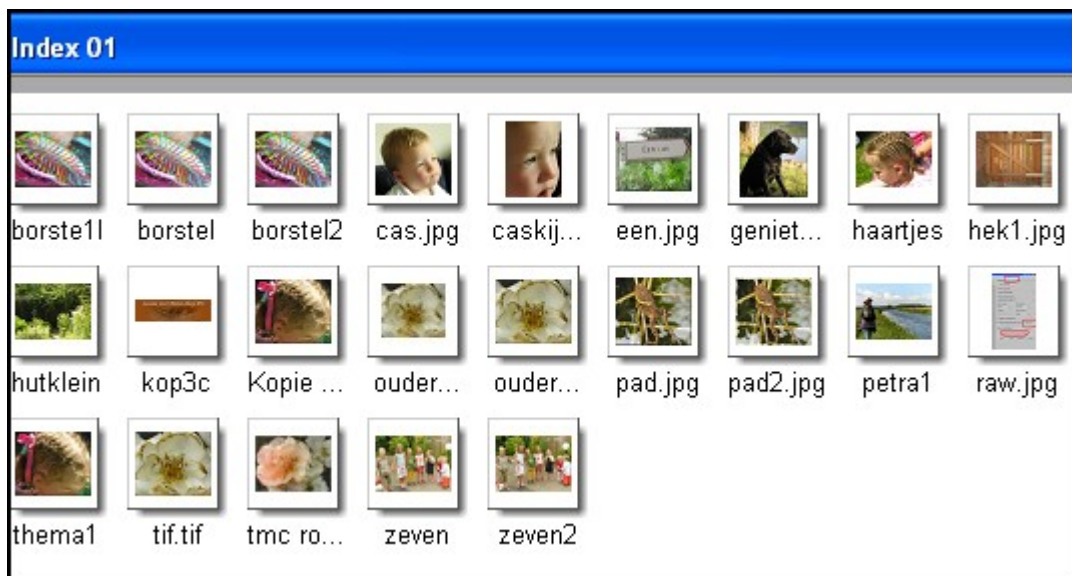 Index 01
borste1l borstel borstel2 cas.jpg caskij... een.jpg geniet... haartjes hek1.jpg
hutklein kop3c Kopie ... ouder... ouder... pad.jpg pad2.jpg petra1 raw.jpg
thema1 tif.tif tmc ro... zeven zeven2